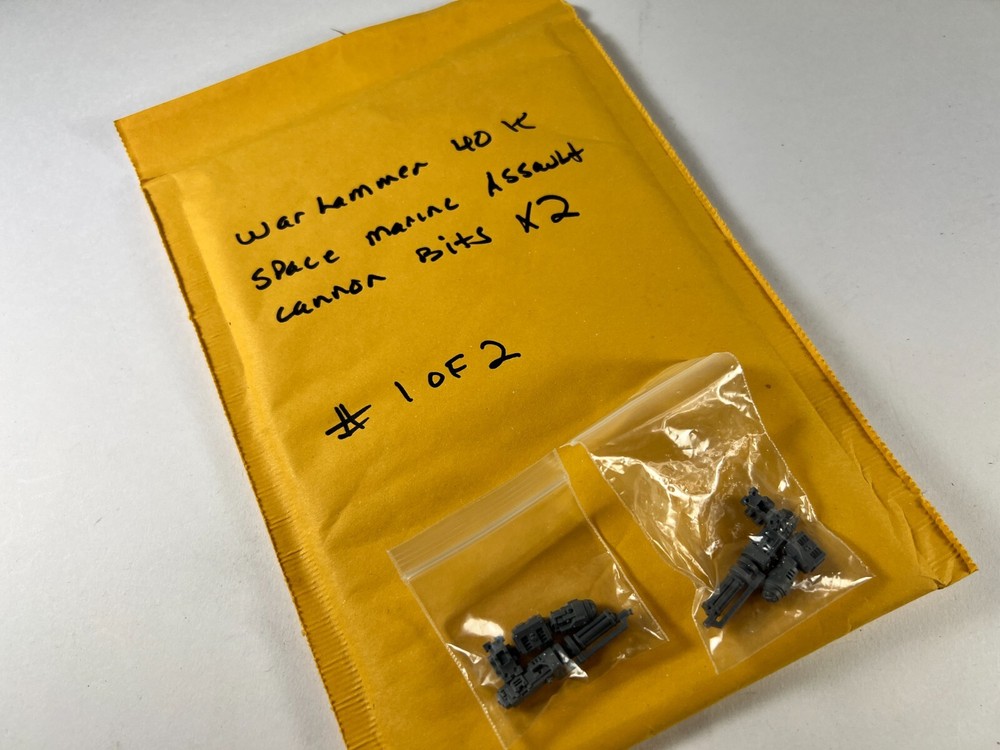 Warhammer 40 K
Space Marine Assault
cannon Bits X2
# 1 OF 2